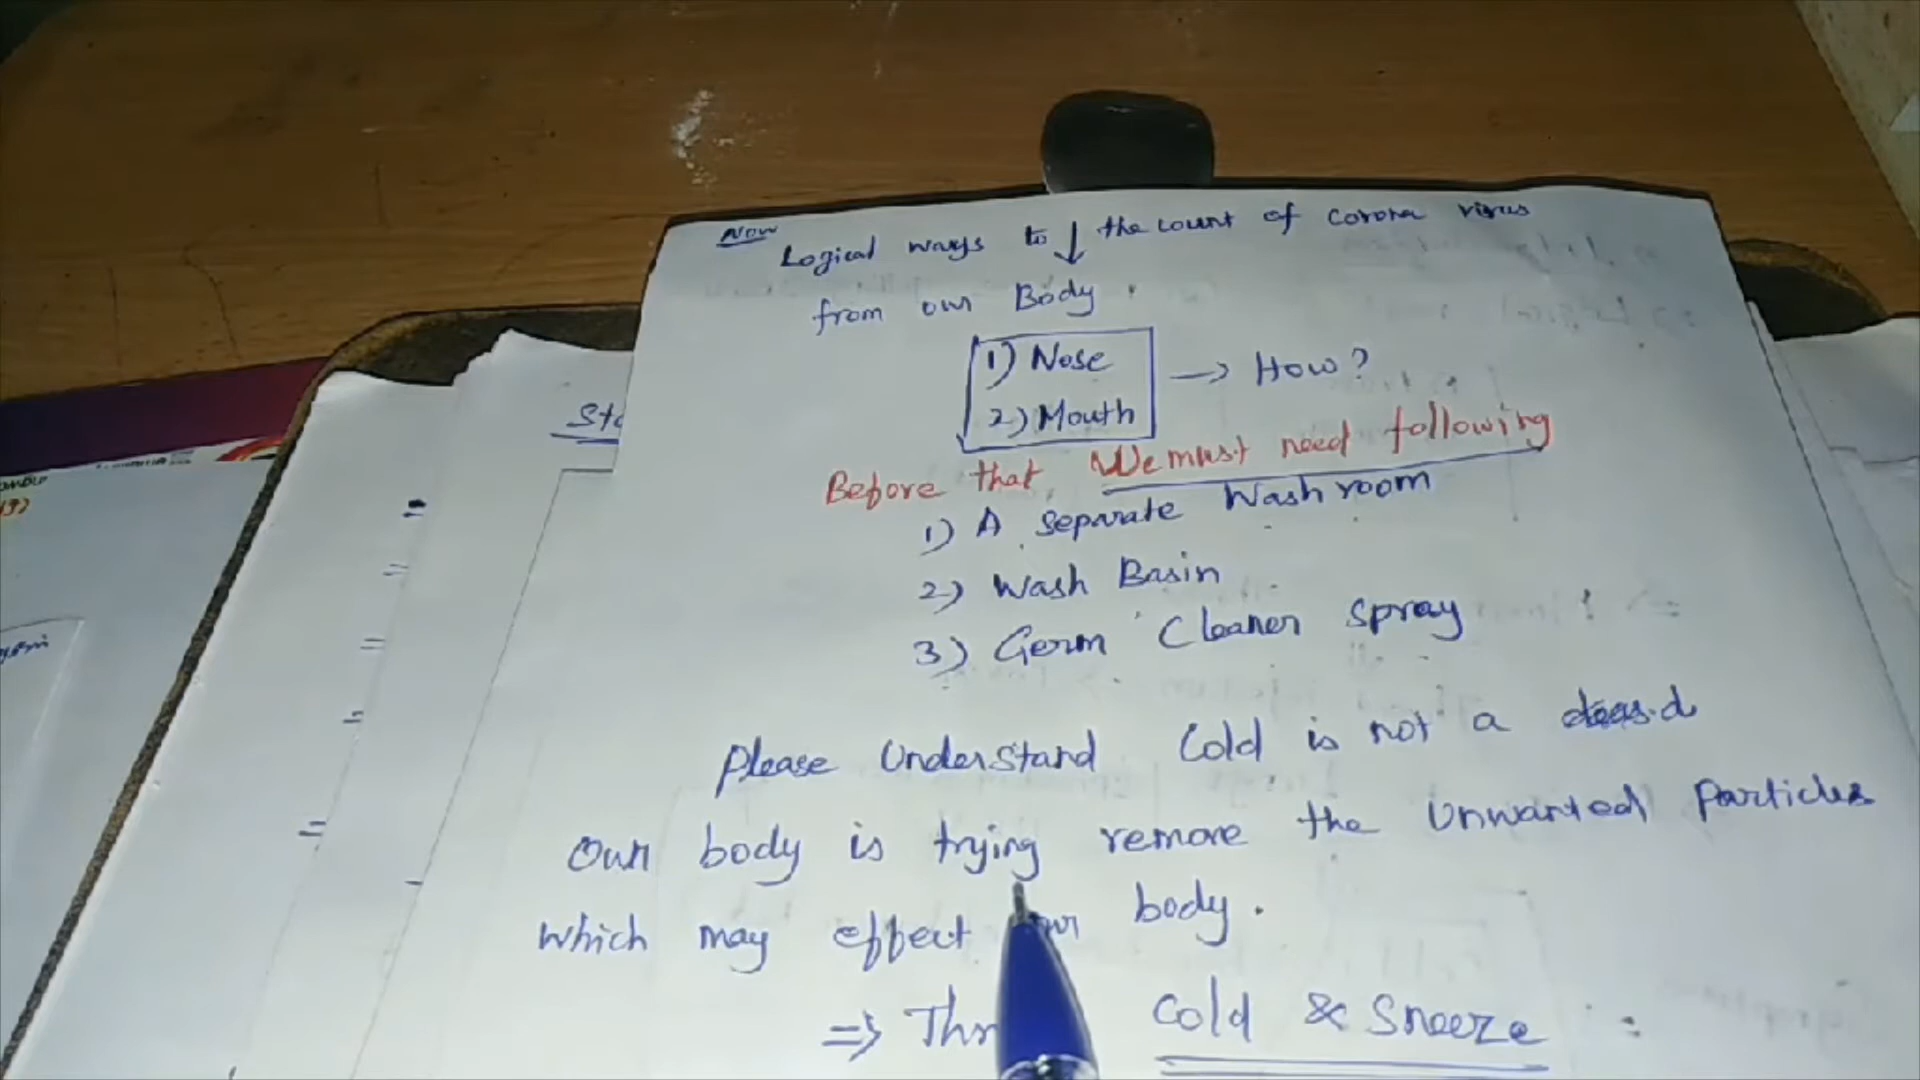 Now
Logical ways to ↓ the count of corona virus
from our Body.
1) Nose → How?
2) Mouth
Before that We must need following
1) A separate Washroom
2) Wash Basin
3) Germ Cleaner spray
Please Understand Cold is not a
Our body is trying remove the Unwanted particles
which may effect body.
⇒ Cold & Sneeze